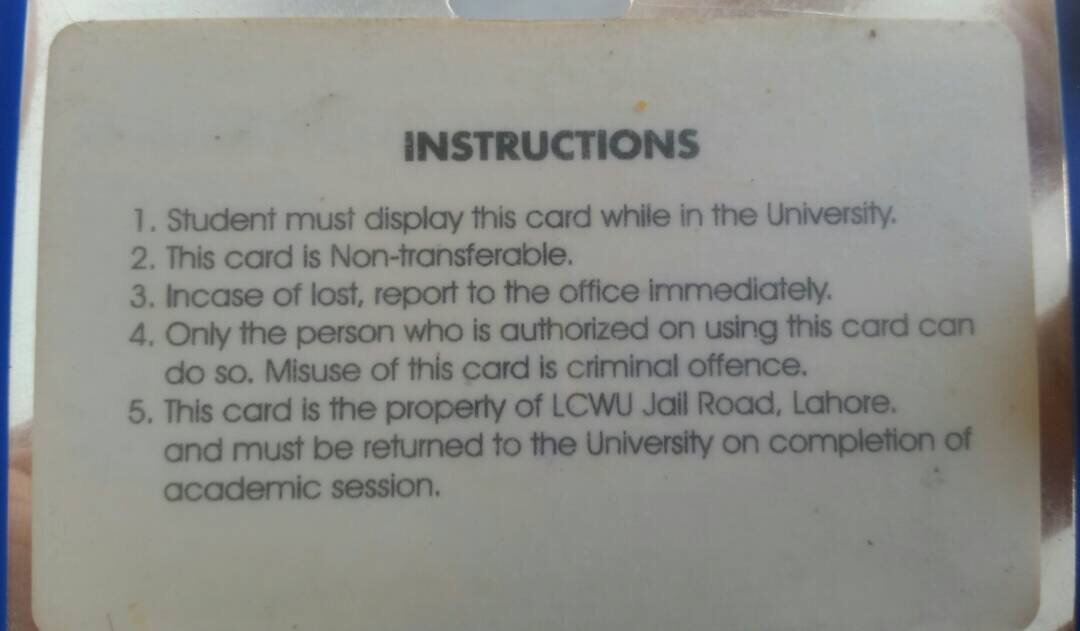 INSTRUCTIONS
1. Student must display this card while in the University.
2. This card is Non-transferable.
3. Incase of lost, report to the office immediately.
4. Only the person who is authorized on using this card can
do so. Misuse of this card is criminal offence.
5. This card is the property of LCWU Jail Road, Lahore.
and must be returned to the University on completion of
academic session.